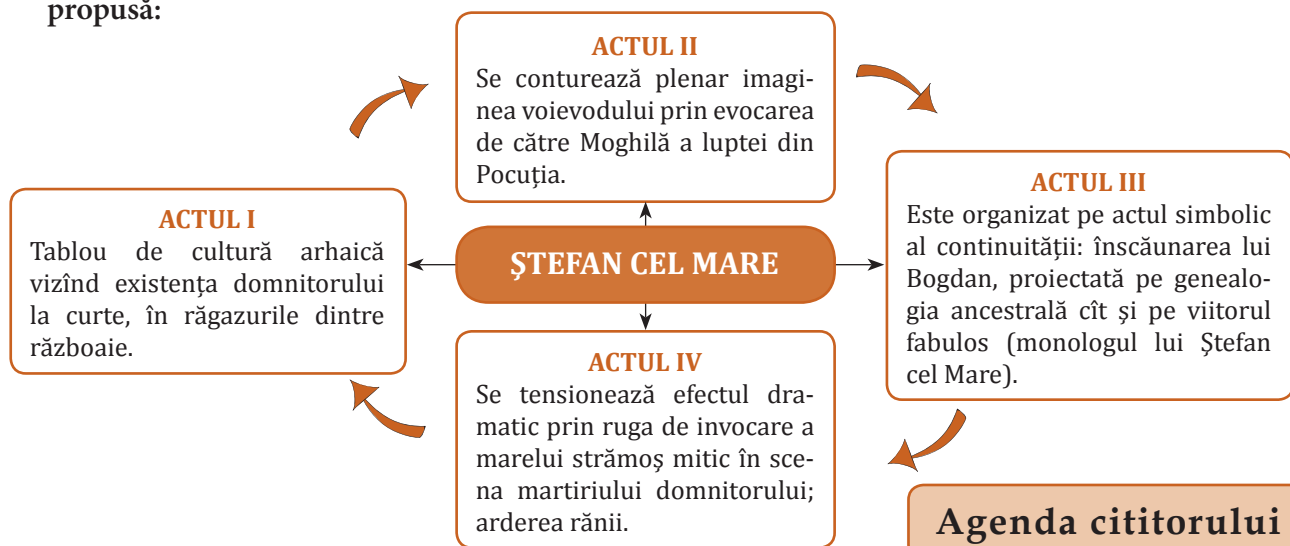 propusă:
ACTUL II
Se conturează plenar imagi-
nea voievodului prin evocarea
de către Moghilă a luptei din
Pocuția.
ACTUL I
Tablou de cultură arhaică
vizînd existența domnitorului
la curte, în răgazurile dintre
războaie.
ȘTEFAN CEL MARE
ACTUL III
Este organizat pe actul simbolic
al continuității: înscăunarea lui
Bogdan, proiectată pe genealo-
gia ancestrală cît și pe viitorul
fabulos (monologul lui Ștefan
cel Mare).
ACTUL IV
Se tensionează efectul dra-
matic prin ruga de invocare a
marelui strămoș mitic în sce-
na martiriului domnitorului;
arderea rănii.
Agenda cititorului